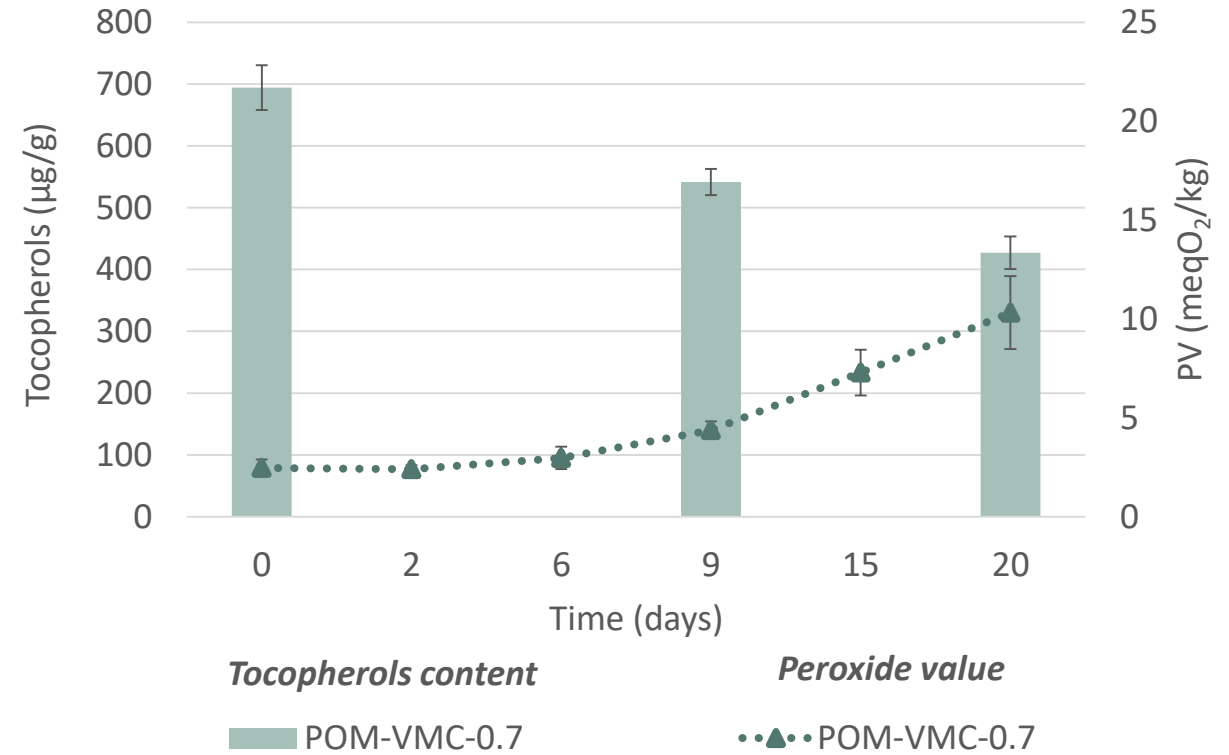 800
700
600
500
400
300
200
100
0
Tocopherols (µg/g)
25
20
15
10
5
0
PV (meqO₂/kg)
0 2 6 9 15 20
Time (days)
Tocopherols content Peroxide value
POM-VMC-0.7 POM-VMC-0.7